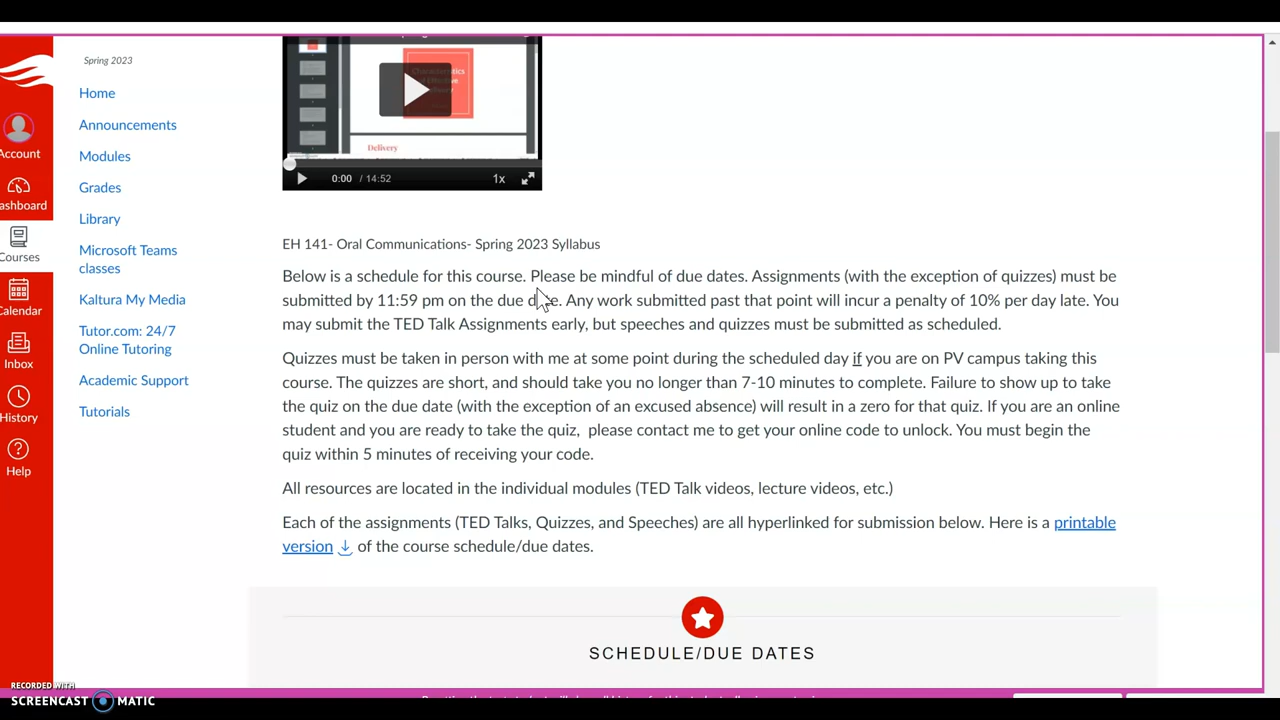 Spring 2023
Home
Announcements
Modules
Grades
Library
Microsoft Teams
classes
Kaltura My Media
Tutor.com: 24/7
Online Tutoring
Academic Support
Tutorials
Account
ashboard
Courses
Calendar
Inbox
History
Help
Delivery
0:00 / 14:52
1x
EH 141- Oral Communications- Spring 2023 Syllabus
Below is a schedule for this course. Please be mindful of due dates. Assignments (with the exception of quizzes) must be
submitted by 11:59 pm on the due date. Any work submitted past that point will incur a penalty of 10% per day late. You
may submit the TED Talk Assignments early, but speeches and quizzes must be submitted as scheduled.
Quizzes must be taken in person with me at some point during the scheduled day if you are on PV campus taking this
course. The quizzes are short, and should take you no longer than 7-10 minutes to complete. Failure to show up to take
the quiz on the due date (with the exception of an excused absence) will result in a zero for that quiz. If you are an online
student and you are ready to take the quiz,  please contact me to get your online code to unlock. You must begin the
quiz within 5 minutes of receiving your code.
All resources are located in the individual modules (TED Talk videos, lecture videos, etc.)
Each of the assignments (TED Talks, Quizzes, and Speeches) are all hyperlinked for submission below. Here is a printable
version of the course schedule/due dates.
SCHEDULE/DUE DATES
RECORDED WITH
SCREENCAST MATIC